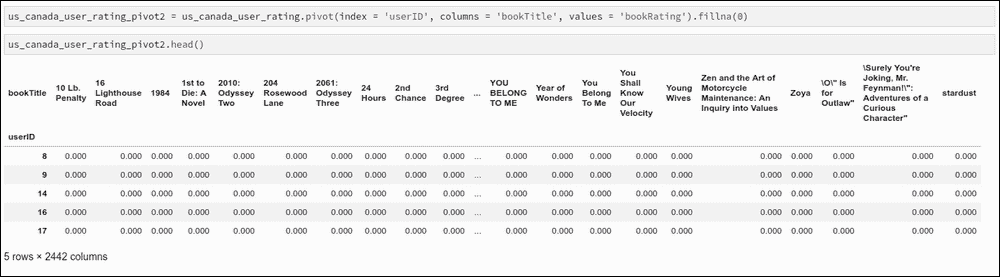 us_canada_user_rating_pivot2 = us_canada_user_rating.pivot(index = 'userID', columns = 'bookTitle', values = 'bookRating').fillna(0)
us_canada_user_rating_pivot2.head()
bookTitle 10 Lb. Penalty 16 Lighthouse Road 1984 1st to Die: A Novel 2010: Odyssey Two 204 Rosewood Lane 2061: Odyssey Three 24 Hours 2nd Chance 3rd Degree ... YOU BELONG TO ME Year of Wonders You Belong To Me You Shall Know Our Velocity Young Wives Zen and the Art of Motorcycle Maintenance: An Inquiry into Values Zoya \O\" Is for Outlaw" \Surely You're Joking, Mr. Feynman!\": Adventures of a Curious Character" stardust
userID
8 0.000 0.000 0.000 0.000 0.000 0.000 0.000 0.000 0.000 0.000 ... 0.000 0.000 0.000 0.000 0.000 0.000 0.000 0.000 0.000 0.000
9 0.000 0.000 0.000 0.000 0.000 0.000 0.000 0.000 0.000 0.000 ... 0.000 0.000 0.000 0.000 0.000 0.000 0.000 0.000 0.000 0.000
14 0.000 0.000 0.000 0.000 0.000 0.000 0.000 0.000 0.000 0.000 ... 0.000 0.000 0.000 0.000 0.000 0.000 0.000 0.000 0.000 0.000
16 0.000 0.000 0.000 0.000 0.000 0.000 0.000 0.000 0.000 0.000 ... 0.000 0.000 0.000 0.000 0.000 0.000 0.000 0.000 0.000 0.000
17 0.000 0.000 0.000 0.000 0.000 0.000 0.000 0.000 0.000 0.000 ... 0.000 0.000 0.000 0.000 0.000 0.000 0.000 0.000 0.000 0.000
5 rows × 2442 columns